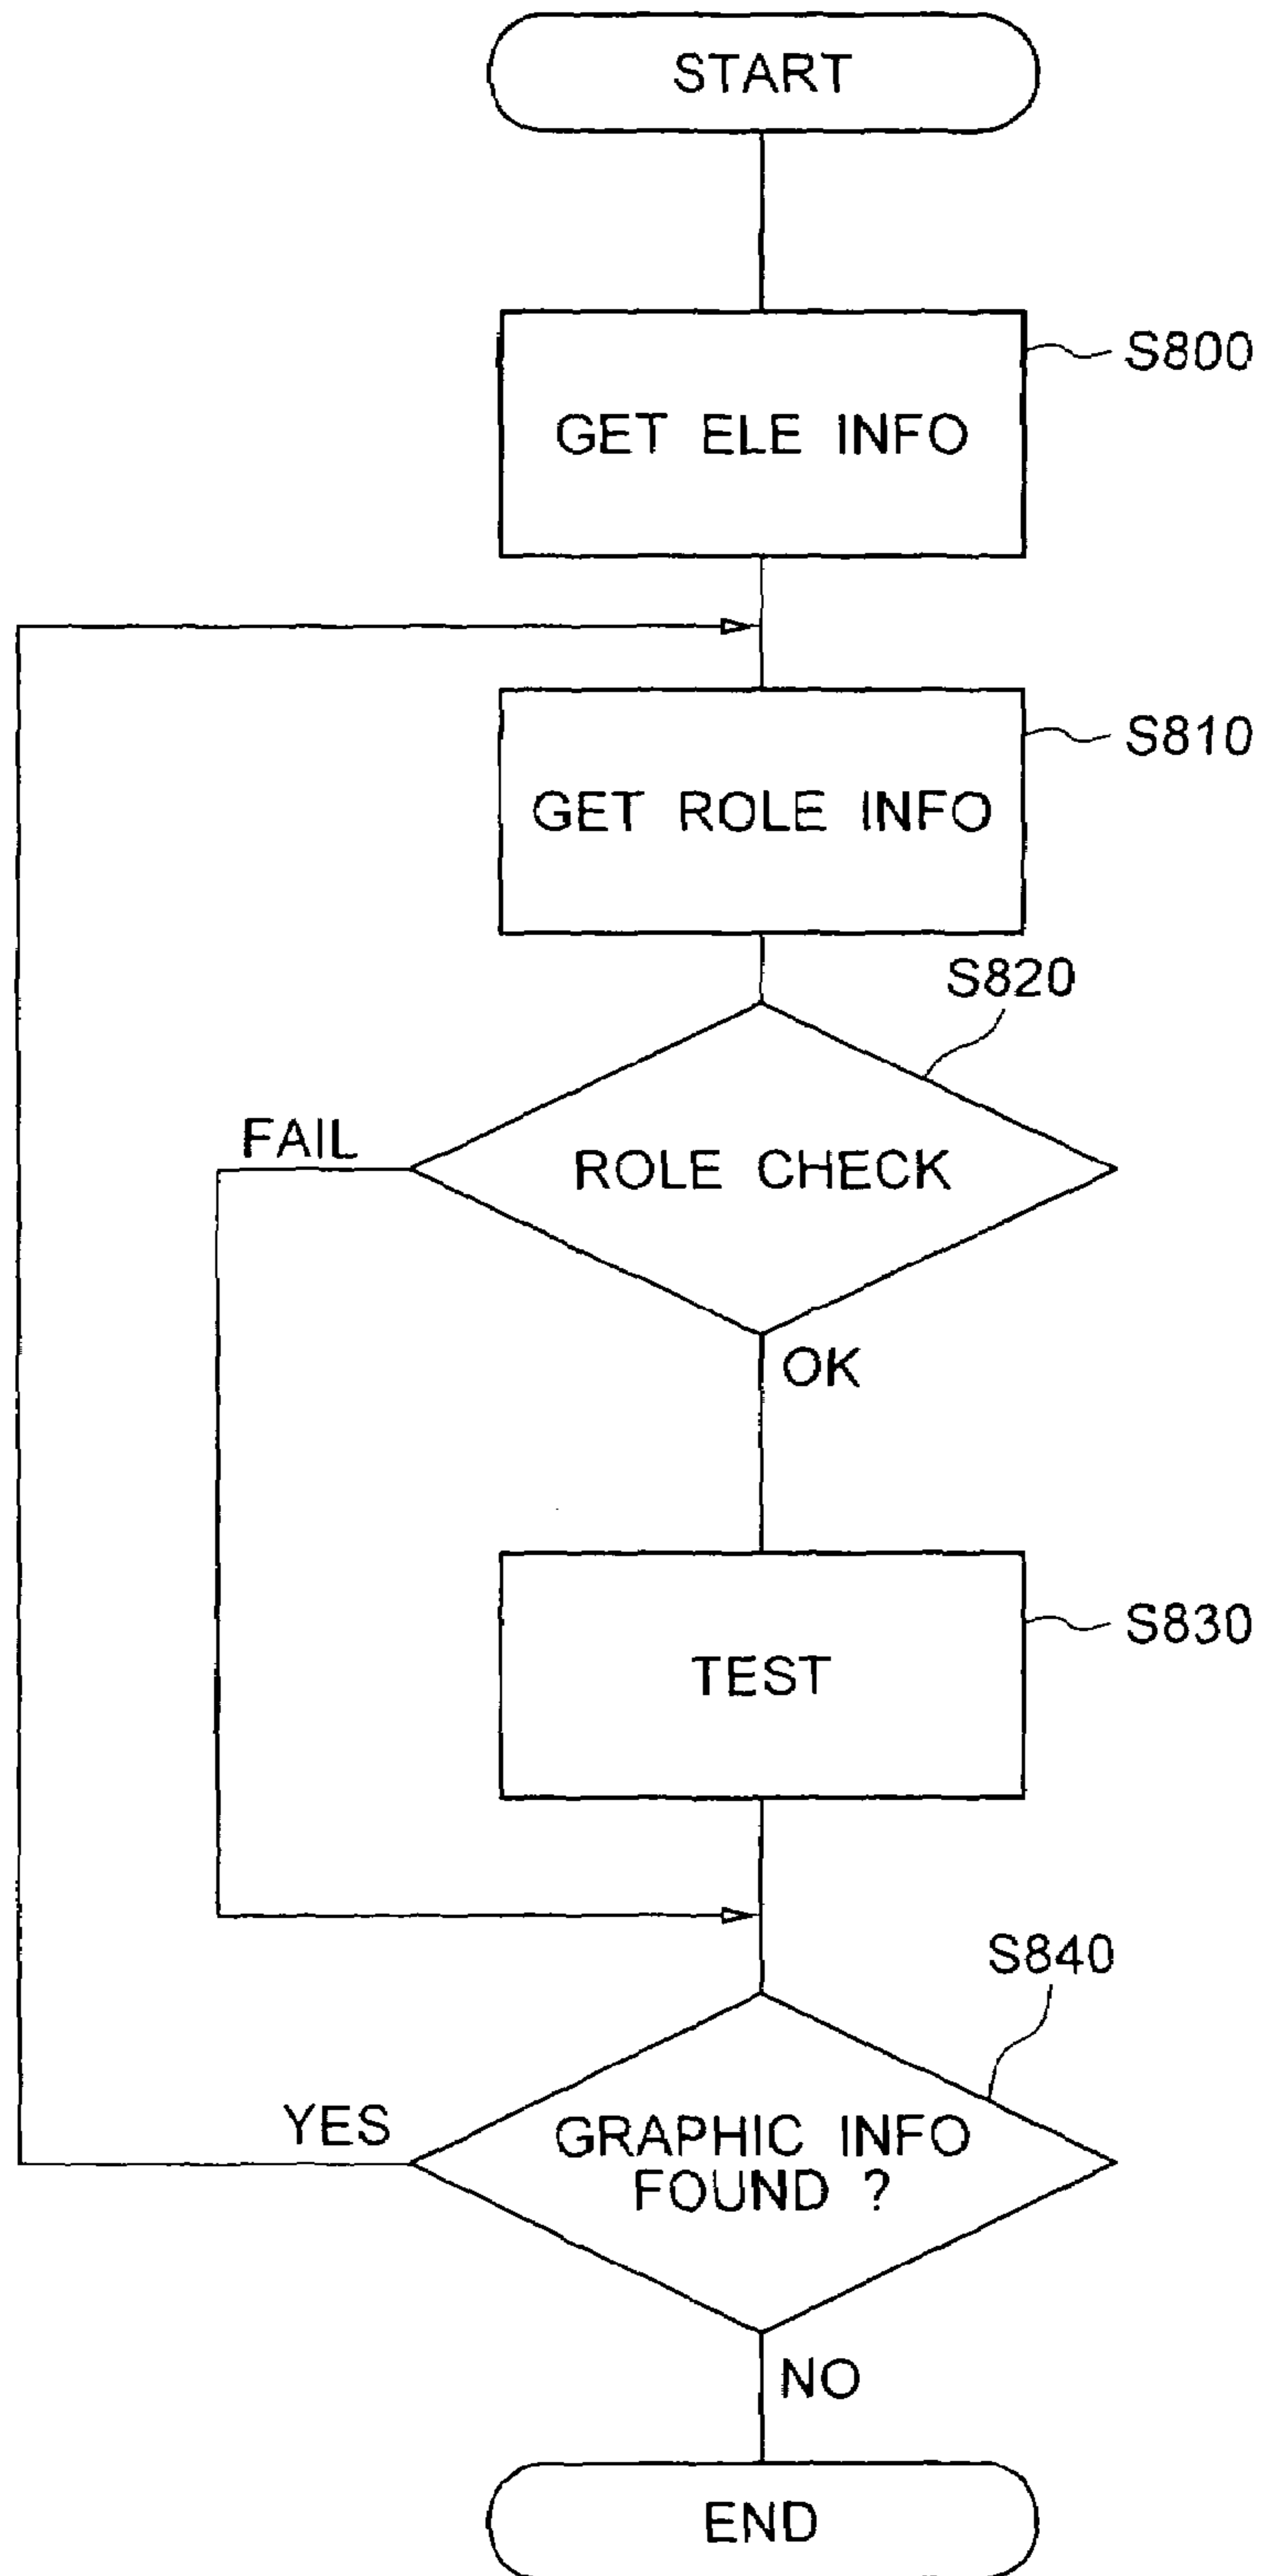 START
S800
GET ELE INFO
S810
GET ROLE INFO
S820
FAIL
ROLE CHECK
OK
S830
TEST
S840
YES
GRAPHIC INFO
FOUND ?
NO
END